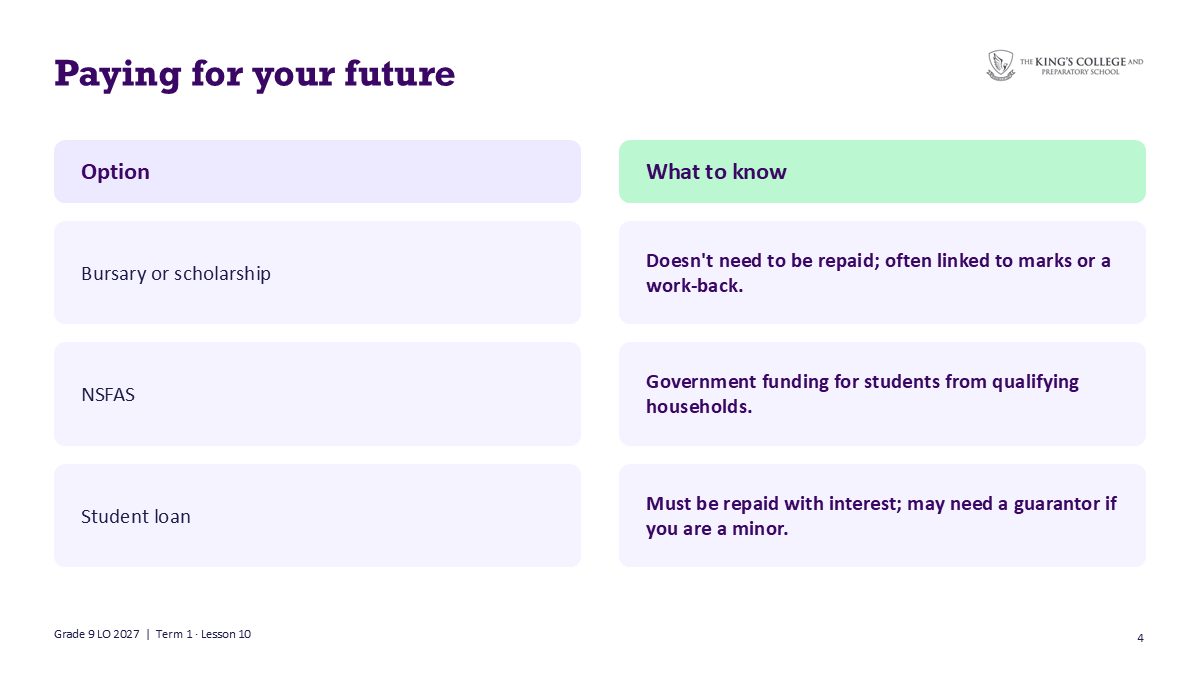 Paying for your future
THE KING'S COLLEGE AND
PREPARATORY SCHOOL
Option
What to know
Bursary or scholarship
Doesn't need to be repaid; often linked to marks or a
work-back.
NSFAS
Government funding for students from qualifying
households.
Student loan
Must be repaid with interest; may need a guarantor if
you are a minor.
Grade 9 LO 2027 | Term 1 · Lesson 10
4